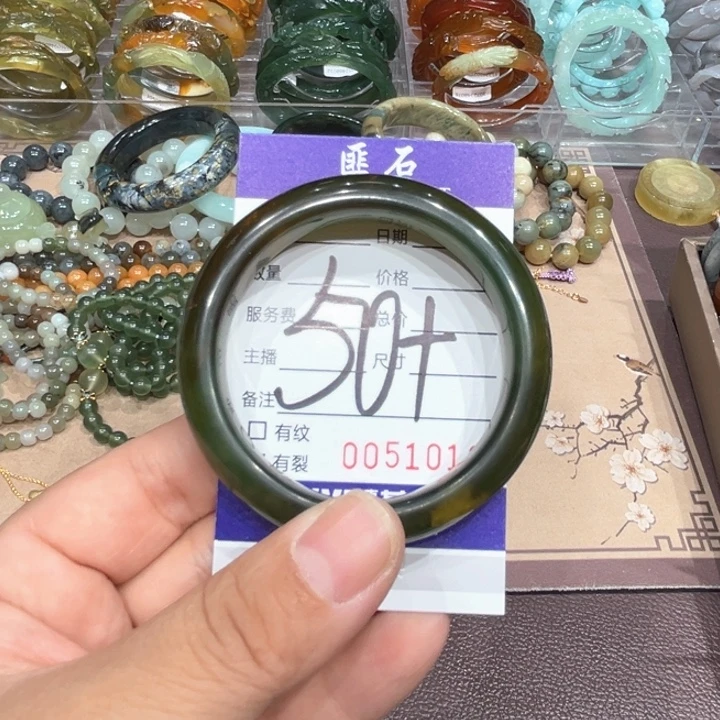 匪石
日期
数量 价格
服务费 总价
50+
主播 尺寸
备注
有纹
有裂 005101